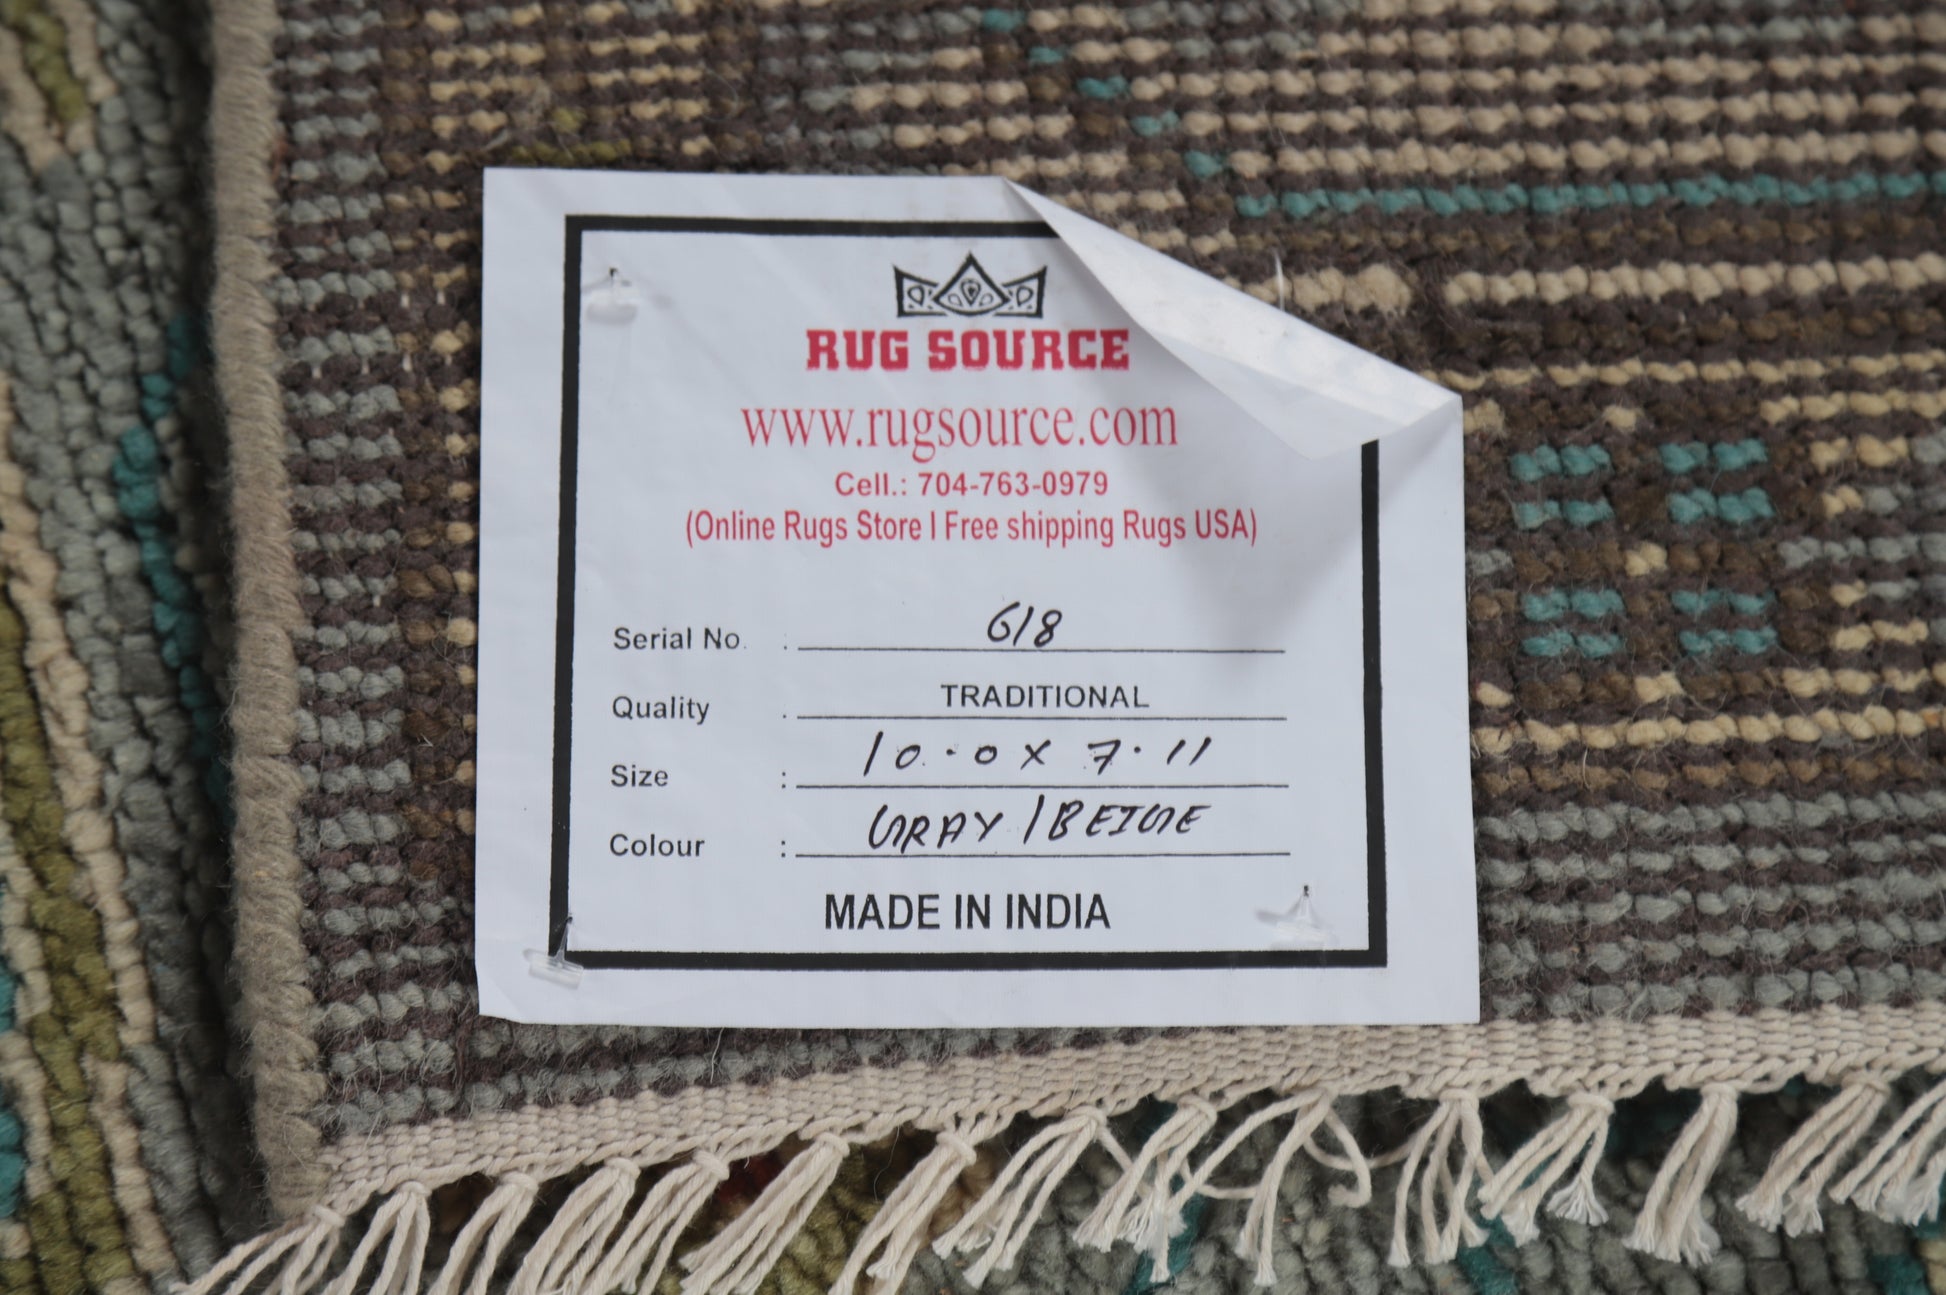 RUG SOURCE
www.rugsource.com
Cell.: 704-763-0979
(Online Rugs Store I Free shipping Rugs USA)
Serial No. : 618
Quality : TRADITIONAL
Size : 10.0 X 7.11
Colour : GRAY / BEIGE
MADE IN INDIA